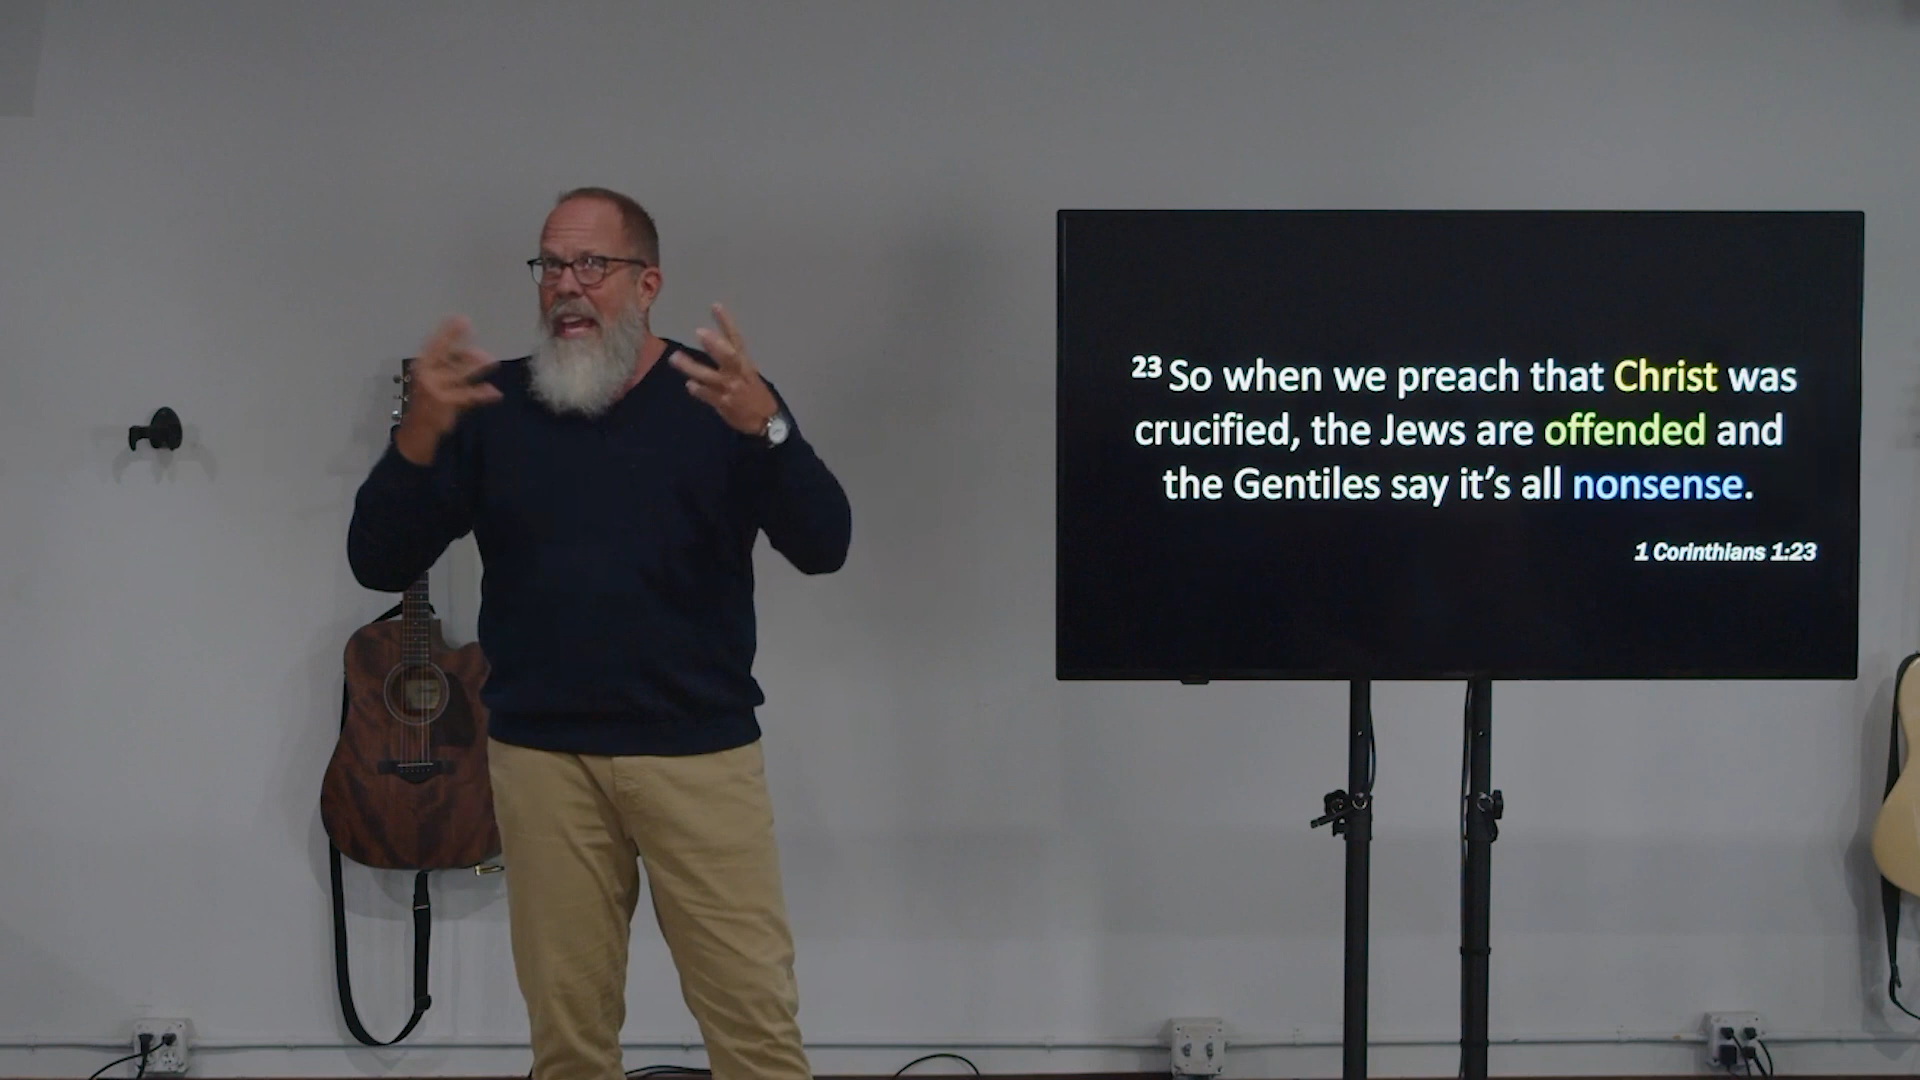 23 So when we preach that Christ was
crucified, the Jews are offended and
the Gentiles say it's all nonsense.
1 Corinthians 1:23